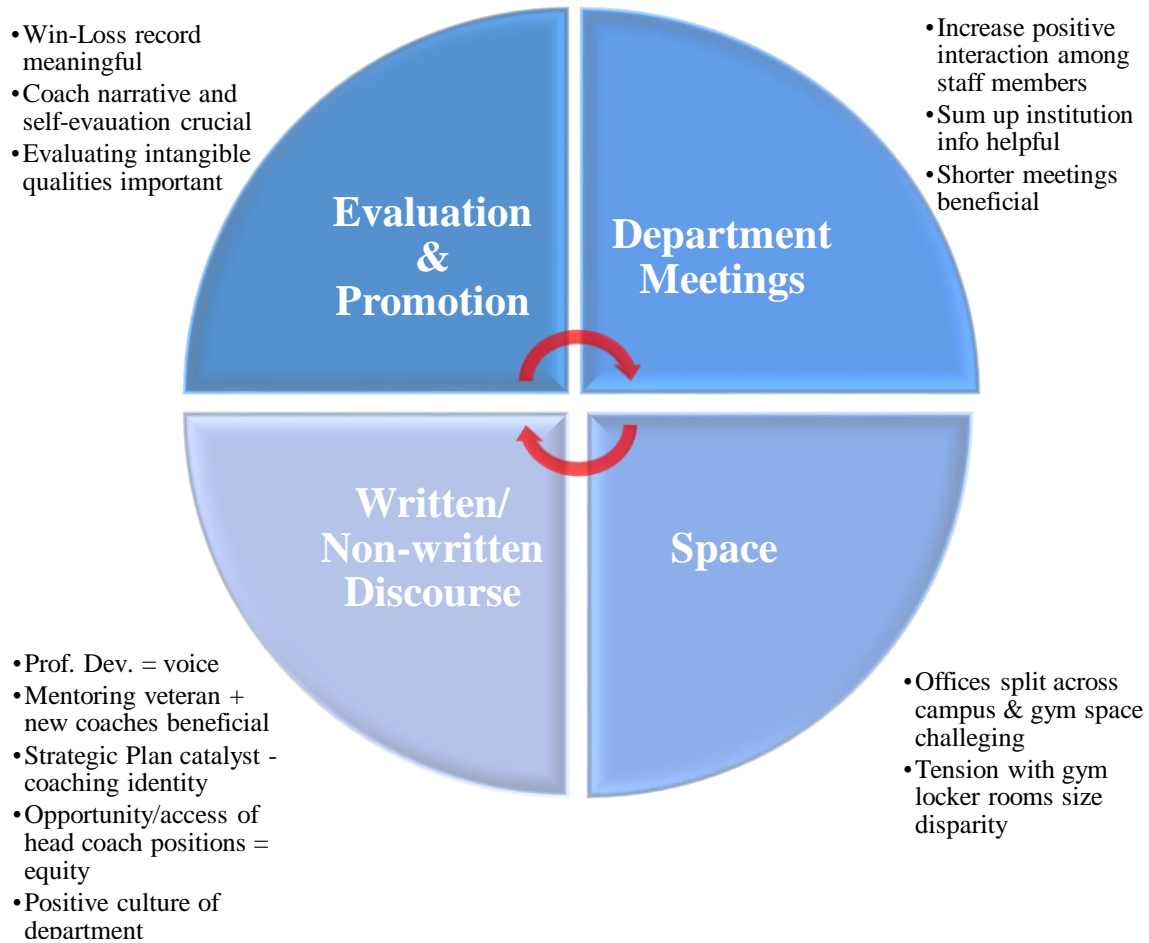 •Win-Loss record
meaningful
•Coach narrative and
self-evauation crucial
•Evaluating intangible
qualities important
•Increase positive
interaction among
staff members
•Sum up institution
info helpful
•Shorter meetings
beneficial
Evaluation
&
Promotion
Department
Meetings
Written/
Non-written
Discourse
Space
•Prof. Dev. = voice
•Mentoring veteran +
new coaches beneficial
•Strategic Plan catalyst -
coaching identity
•Opportunity/access of
head coach positions =
equity
•Positive culture of
department
•Offices split across
campus & gym space
challeging
•Tension with gym
locker rooms size
disparity